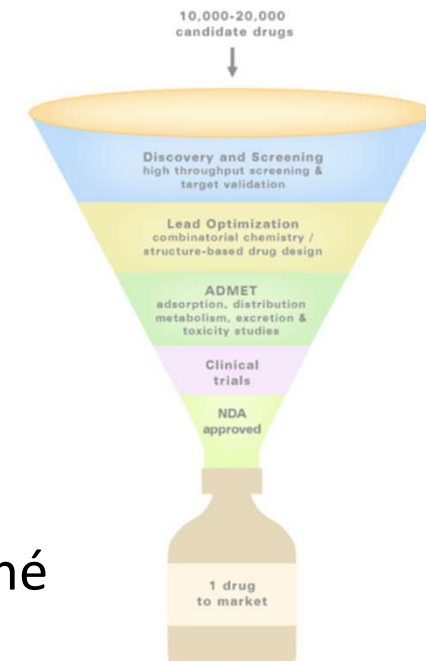 10,000-20,000
candidate drugs
Discovery and Screening
high throughput screening &
target validation
Lead Optimization
combinatorial chemistry /
structure-based drug design
ADMET
adsorption, distribution
metabolism, excretion &
toxicity studies
Clinical
trials
NDA
approved
né
1 drug
to market